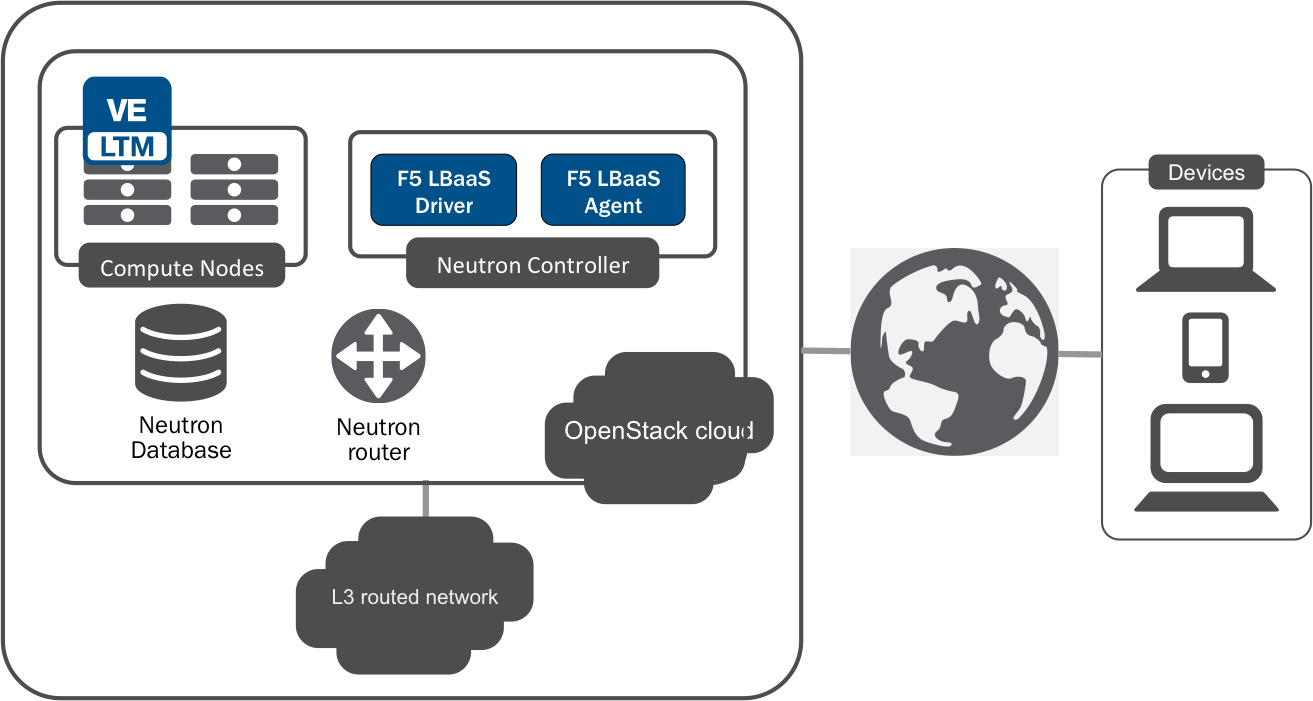 VE
LTM
F5 LBaaS
Driver
F5 LBaaS
Agent
Compute Nodes
Neutron Controller
Neutron
Database
Neutron
router
OpenStack cloud
L3 routed network
Devices